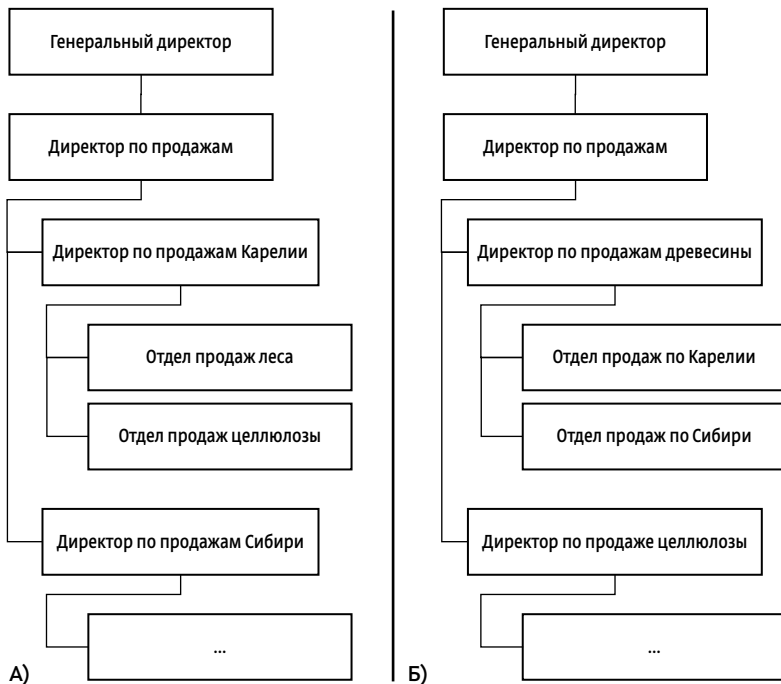 Генеральный директор
Директор по продажам
Директор по продажам Карелии
Отдел продаж леса
Отдел продаж целлюлозы
Директор по продажам Сибири
...
А)
Генеральный директор
Директор по продажам
Директор по продажам древесины
Отдел продаж по Карелии
Отдел продаж по Сибири
Директор по продаже целлюлозы
...
Б)